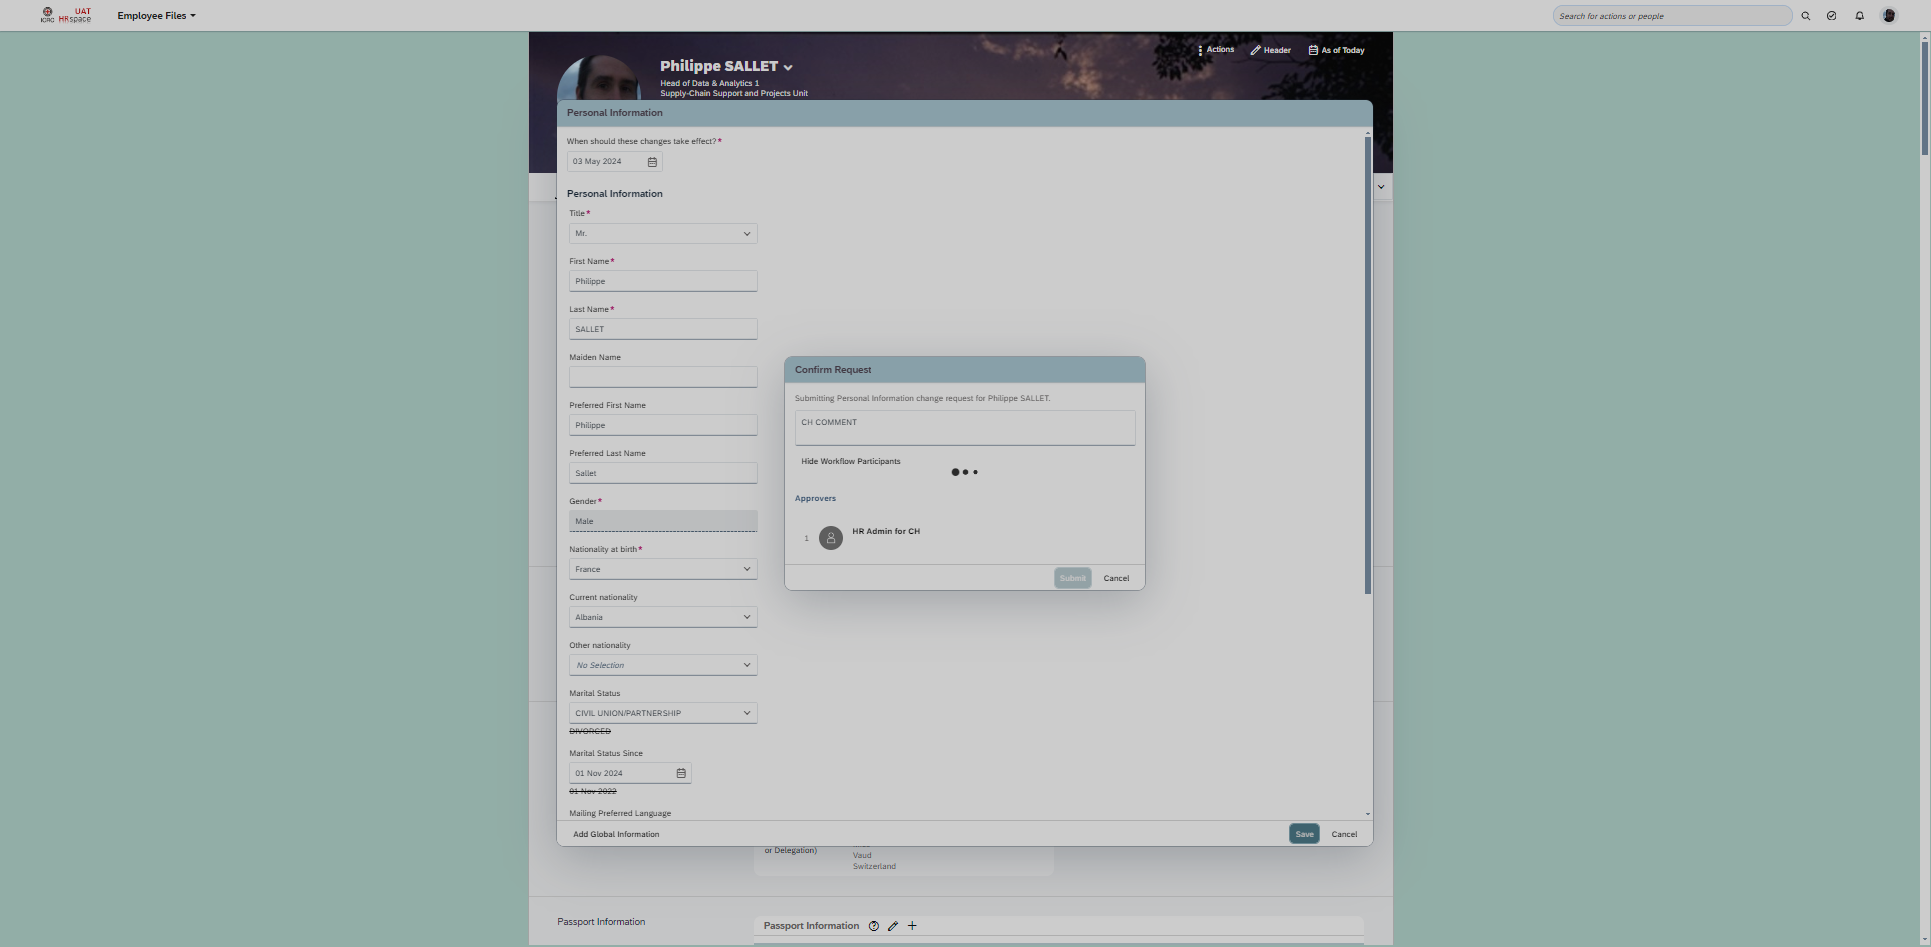 ICRC
UAT
HRspace
Employee Files
Search for actions or people
Actions
Header
As of Today
Philippe SALLET
Head of Data & Analytics 1
Supply-Chain Support and Projects Unit
Personal Information
When should these changes take effect?*
03 May 2024
Personal Information
Title*
Mr.
First Name*
Philippe
Last Name*
SALLET
Maiden Name
Preferred First Name
Philippe
Preferred Last Name
Sallet
Gender*
Male
Nationality at birth*
France
Current nationality
Albania
Other nationality
No Selection
Marital Status
CIVIL UNION/PARTNERSHIP
DIVORCED
Marital Status Since
01 Nov 2024
01 Nov 2022
Mailing Preferred Language
Add Global Information
Save
Cancel
Confirm Request
Submitting Personal Information change request for Philippe SALLET.
CH COMMENT
Hide Workflow Participants
Approvers
1
HR Admin for CH
Submit
Cancel
or Delegation)
Vaud
Switzerland
Passport Information
Passport Information